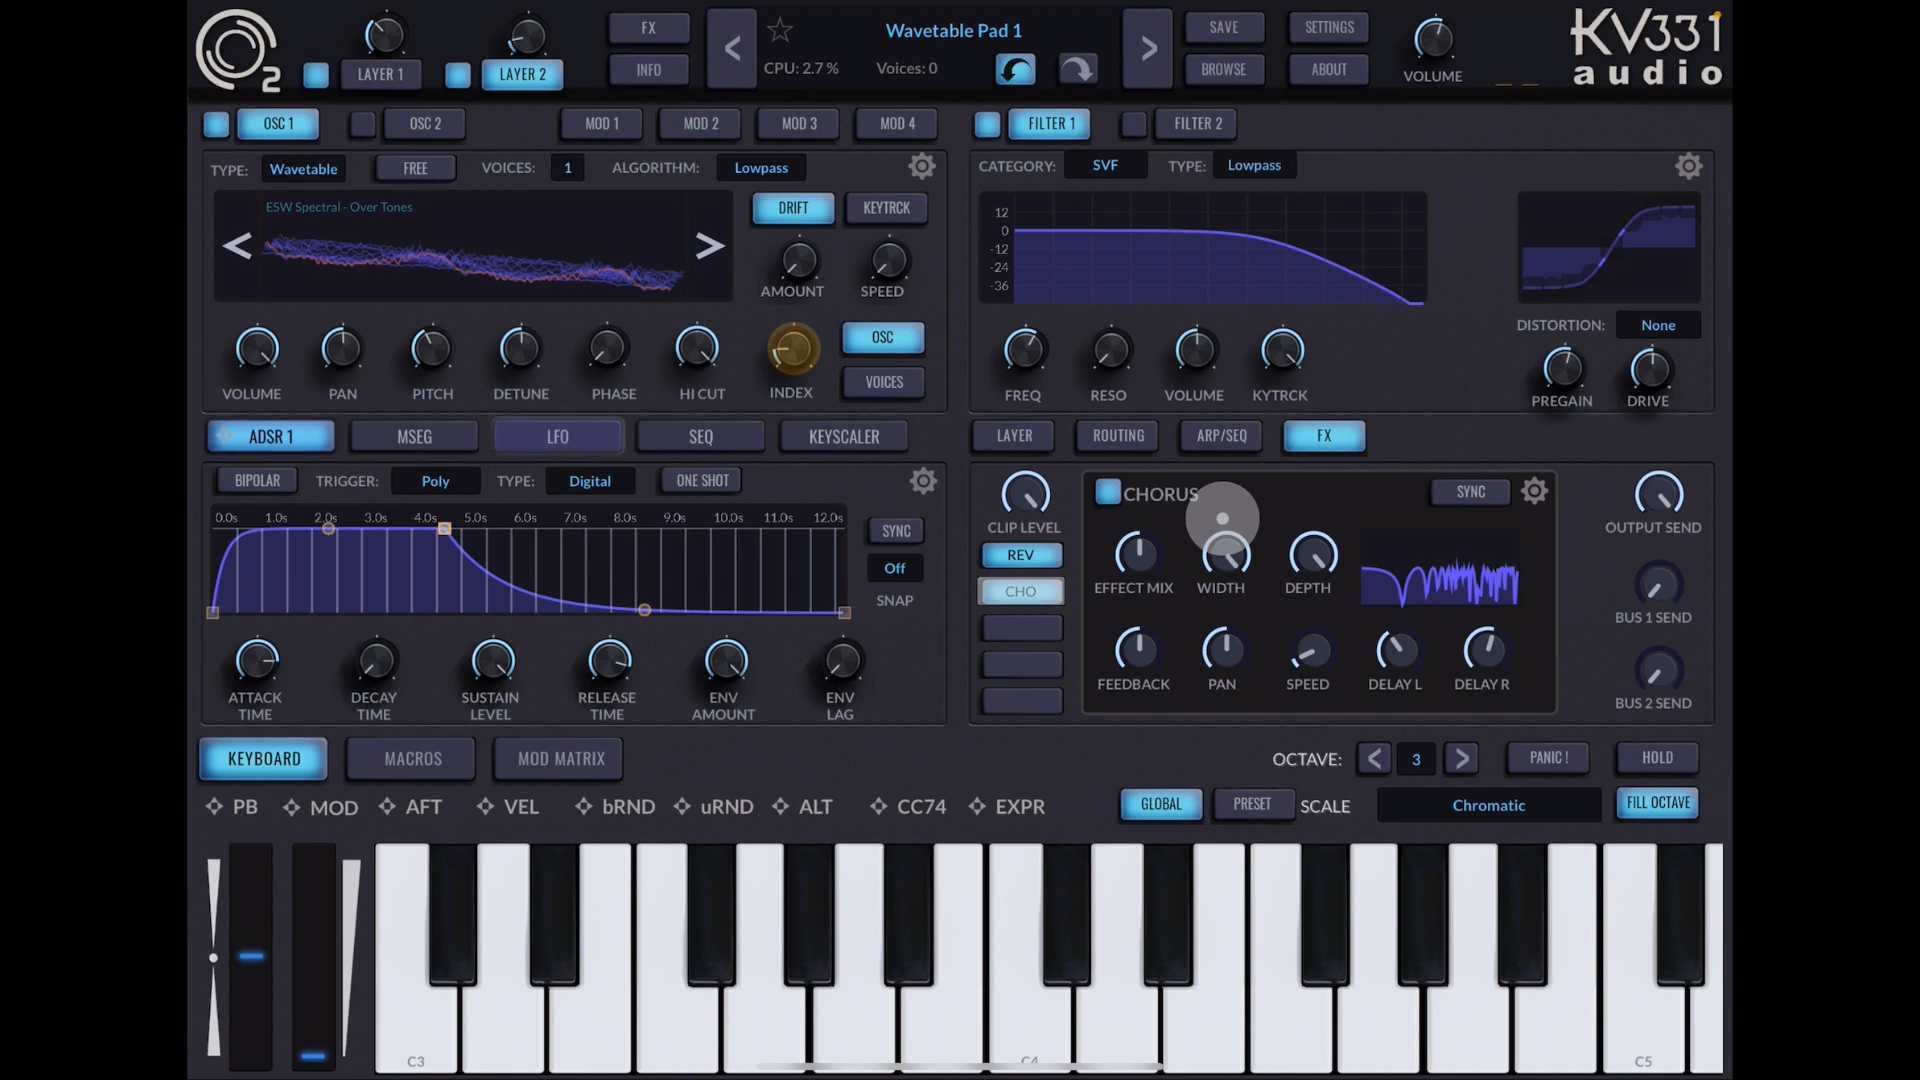 2
LAYER 1
LAYER 2
FX
INFO
Wavetable Pad 1
CPU: 2.7 %
Voices: 0
SAVE
BROWSE
SETTINGS
ABOUT
VOLUME
KV331
audio
OSC 1
OSC 2
MOD 1
MOD 2
MOD 3
MOD 4
FILTER 1
FILTER 2
TYPE:
Wavetable
FREE
VOICES:
1
ALGORITHM:
Lowpass
ESW Spectral - Over Tones
DRIFT
KEYTRCK
AMOUNT
SPEED
OSC
VOICES
VOLUME
PAN
PITCH
DETUNE
PHASE
HI CUT
INDEX
CATEGORY:
SVF
TYPE:
Lowpass
12
0
-12
-24
-36
DISTORTION:
None
FREQ
RESO
VOLUME
KYTRCK
PREGAIN
DRIVE
ADSR 1
MSEG
LFO
SEQ
KEYSCALER
LAYER
ROUTING
ARP/SEQ
FX
BIPOLAR
TRIGGER:
Poly
TYPE:
Digital
ONE SHOT
0.0s
1.0s
2.0s
3.0s
4.0s
5.0s
6.0s
7.0s
8.0s
9.0s
10.0s
11.0s
12.0s
SYNC
Off
SNAP
ATTACK
TIME
DECAY
TIME
SUSTAIN
LEVEL
RELEASE
TIME
ENV
AMOUNT
ENV
LAG
CLIP LEVEL
REV
CHO
CHORUS
SYNC
EFFECT MIX
WIDTH
DEPTH
FEEDBACK
PAN
SPEED
DELAY L
DELAY R
OUTPUT SEND
BUS 1 SEND
BUS 2 SEND
KEYBOARD
MACROS
MOD MATRIX
OCTAVE:
3
PANIC !
HOLD
PB
MOD
AFT
VEL
bRND
uRND
ALT
CC74
EXPR
GLOBAL
PRESET
SCALE
Chromatic
FILL OCTAVE
C3
C4
C5